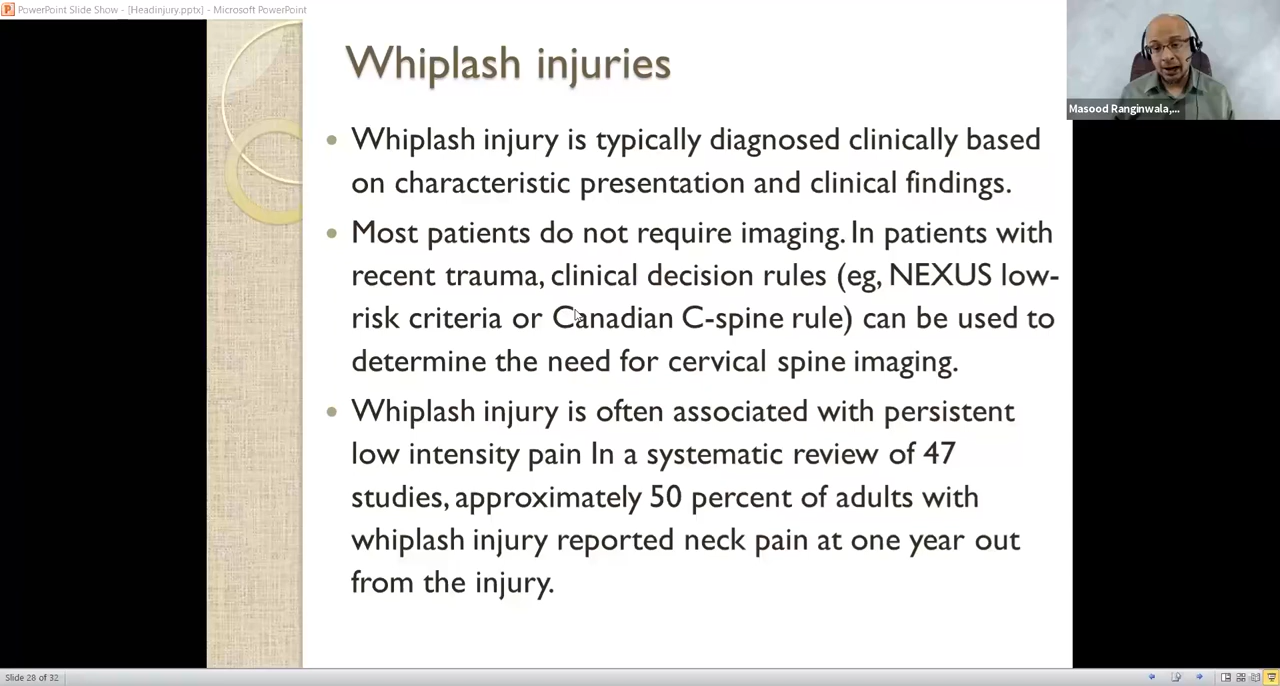 PowerPoint Slide Show - [Headinjury.pptx] - Microsoft PowerPoint
Whiplash injuries
Masood Ranginwala,...
• Whiplash injury is typically diagnosed clinically based
on characteristic presentation and clinical findings.
• Most patients do not require imaging. In patients with
recent trauma, clinical decision rules (eg, NEXUS low-
risk criteria or Canadian C-spine rule) can be used to
determine the need for cervical spine imaging.
• Whiplash injury is often associated with persistent
low intensity pain In a systematic review of 47
studies, approximately 50 percent of adults with
whiplash injury reported neck pain at one year out
from the injury.
Slide 28 of 32